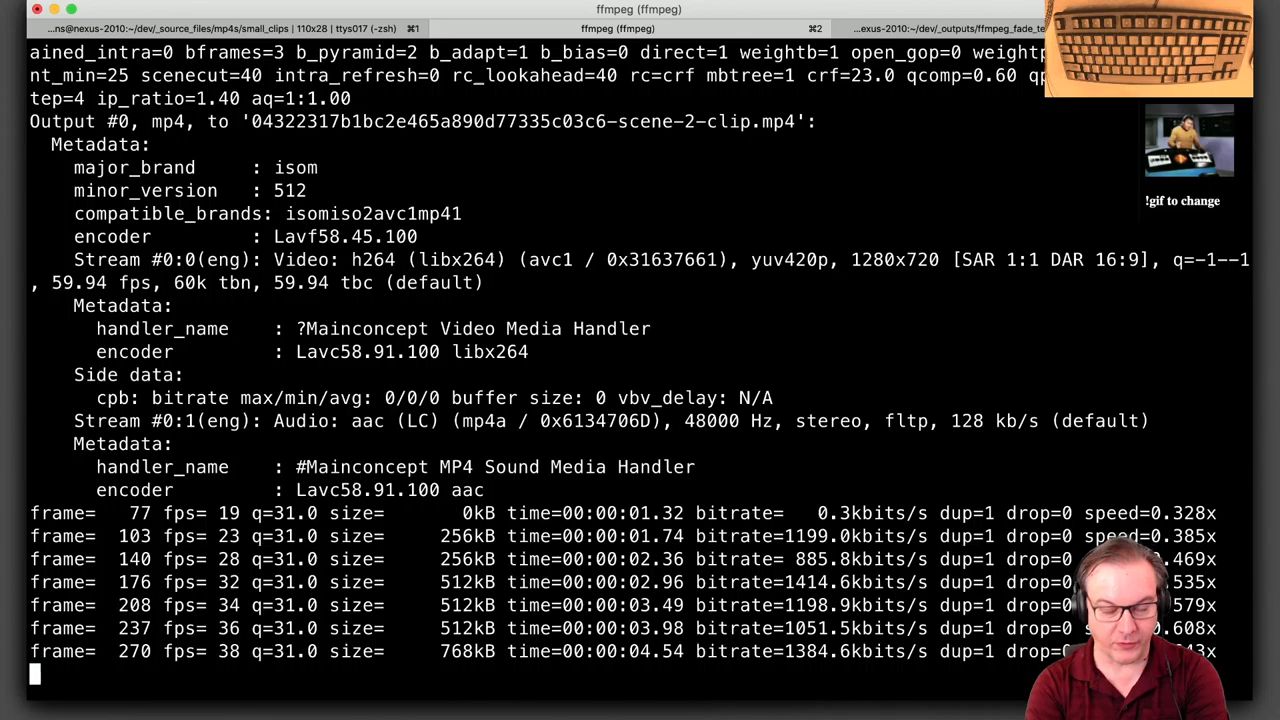 ffmpeg (ffmpeg)
...ns@nexus-2010:~/dev/_source_files/mp4s/small_clips | 110x28 | ttys017 (-zsh) ⌘1
ffmpeg (ffmpeg) ⌘2
...exus-2010:~/dev/_outputs/ffmpeg_fade_te
ained_intra=0 bframes=3 b_pyramid=2 b_adapt=1 b_bias=0 direct=1 weightb=1 open_gop=0 weightp
nt_min=25 scenecut=40 intra_refresh=0 rc_lookahead=40 rc=crf mbtree=1 crf=23.0 qcomp=0.60 qp
tep=4 ip_ratio=1.40 aq=1:1.00
Output #0, mp4, to '04322317b1bc2e465a890d77335c03c6-scene-2-clip.mp4':
Metadata:
major_brand : isom
minor_version : 512
compatible_brands: isomiso2avc1mp41
encoder : Lavf58.45.100
Stream #0:0(eng): Video: h264 (libx264) (avc1 / 0x31637661), yuv420p, 1280x720 [SAR 1:1 DAR 16:9], q=-1--1
, 59.94 fps, 60k tbn, 59.94 tbc (default)
Metadata:
handler_name : ?Mainconcept Video Media Handler
encoder : Lavc58.91.100 libx264
Side data:
cpb: bitrate max/min/avg: 0/0/0 buffer size: 0 vbv_delay: N/A
Stream #0:1(eng): Audio: aac (LC) (mp4a / 0x6134706D), 48000 Hz, stereo, fltp, 128 kb/s (default)
Metadata:
handler_name : #Mainconcept MP4 Sound Media Handler
encoder : Lavc58.91.100 aac
frame= 77 fps= 19 q=31.0 size= 0kB time=00:00:01.32 bitrate= 0.3kbits/s dup=1 drop=0 speed=0.328x
frame= 103 fps= 23 q=31.0 size= 256kB time=00:00:01.74 bitrate=1199.0kbits/s dup=1 drop=0 speed=0.385x
frame= 140 fps= 28 q=31.0 size= 256kB time=00:00:02.36 bitrate= 885.8kbits/s dup=1 drop=0 .469x
frame= 176 fps= 32 q=31.0 size= 512kB time=00:00:02.96 bitrate=1414.6kbits/s dup=1 drop=0 .535x
frame= 208 fps= 34 q=31.0 size= 512kB time=00:00:03.49 bitrate=1198.9kbits/s dup=1 drop=0 .579x
frame= 237 fps= 36 q=31.0 size= 512kB time=00:00:03.98 bitrate=1051.5kbits/s dup=1 drop=0 .608x
frame= 270 fps= 38 q=31.0 size= 768kB time=00:00:04.54 bitrate=1384.6kbits/s dup=1 drop=0
!gif to change